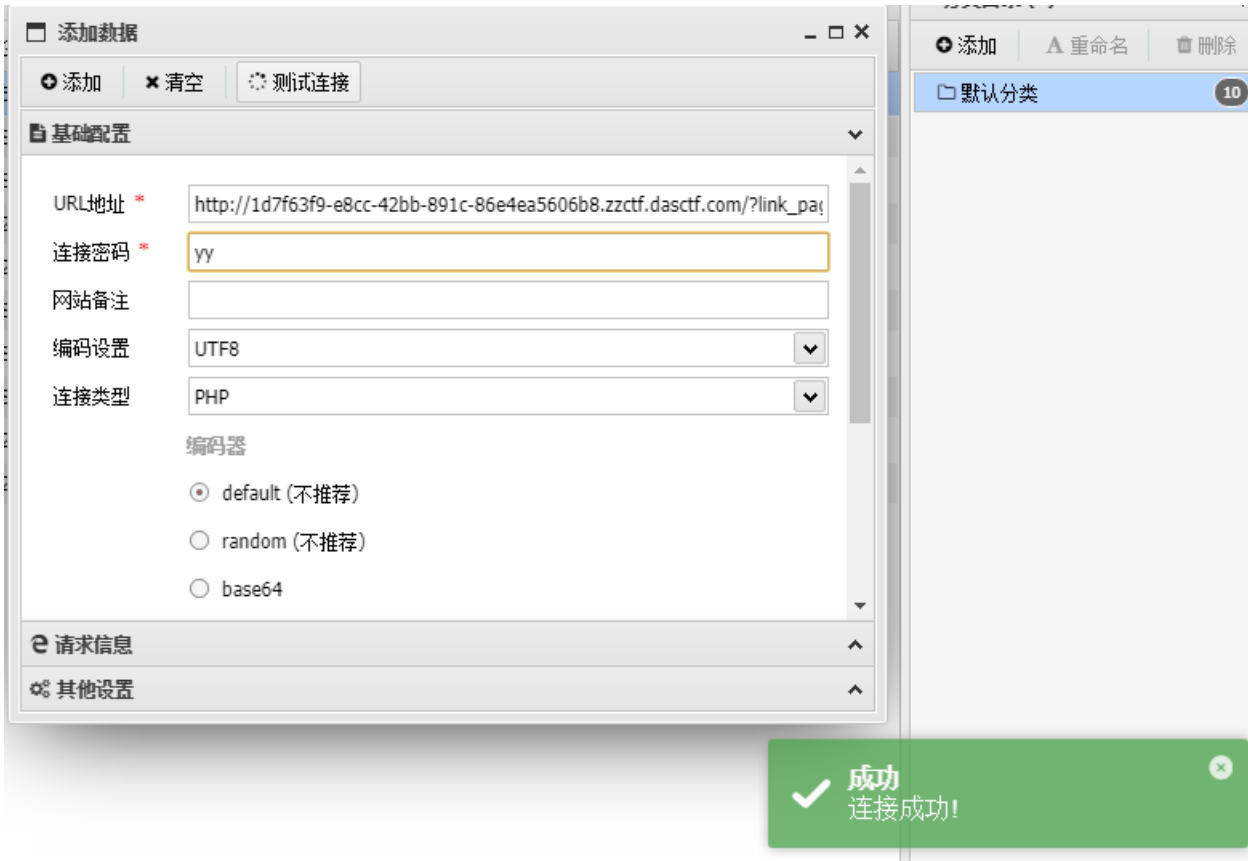 添加数据
添加 清空 测试连接
基础配置
URL地址 * http://1d7f63f9-e8cc-42bb-891c-86e4ea5606b8.zzctf.dasctf.com/?link_pag
连接密码 * yy
网站备注
编码设置 UTF8
连接类型 PHP
编码器
default (不推荐)
random (不推荐)
base64
请求信息
其他设置
添加 重命名 删除
默认分类 10
成功
连接成功!